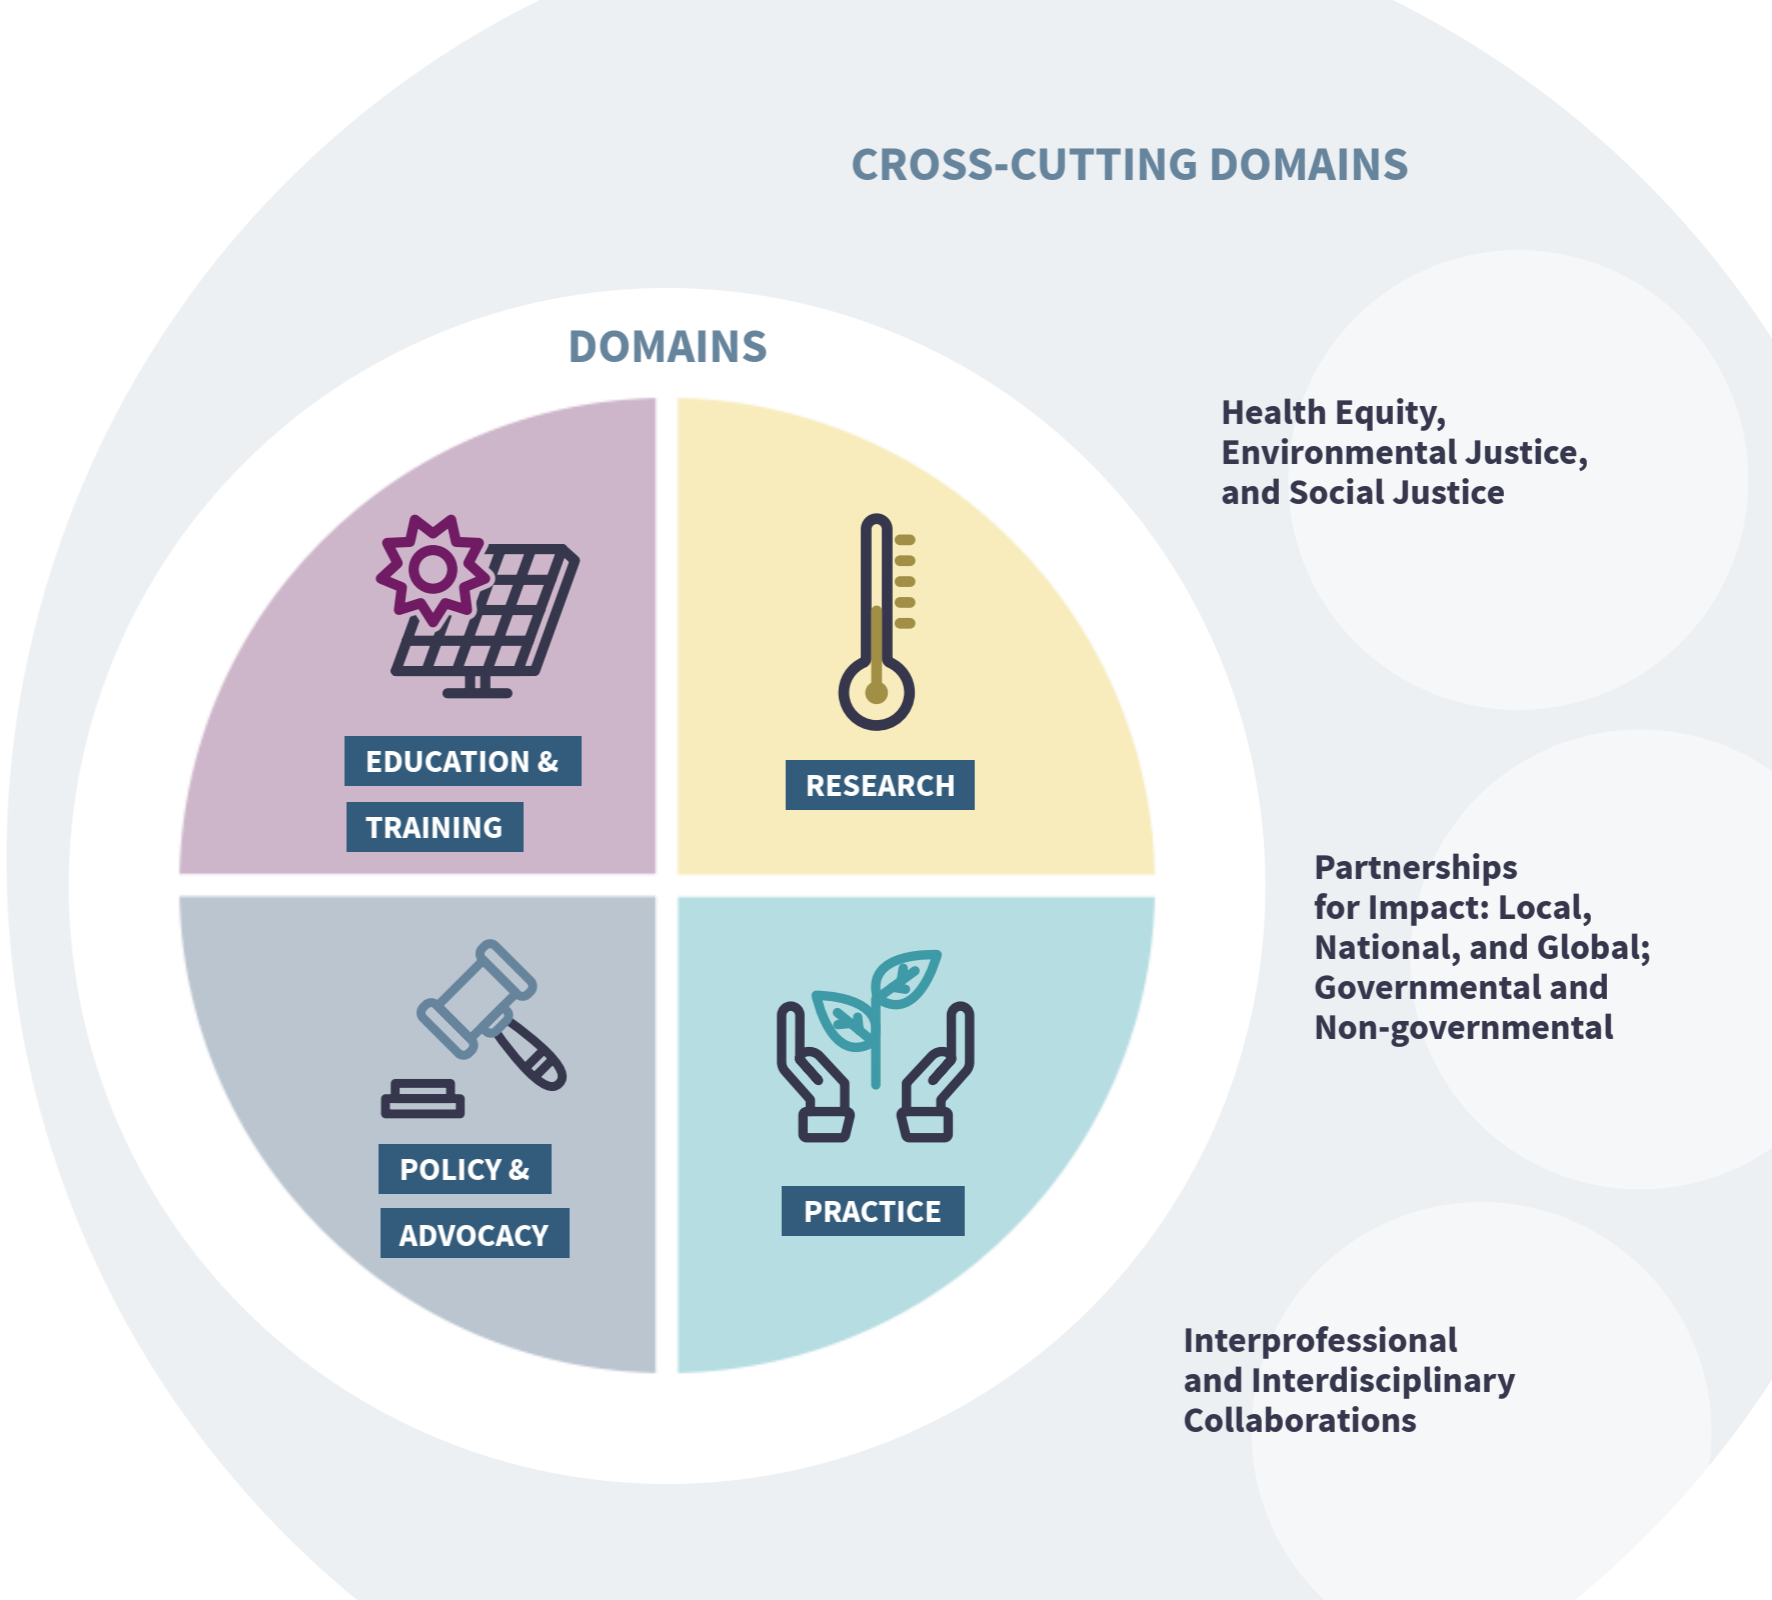 CROSS-CUTTING DOMAINS
DOMAINS
EDUCATION &
TRAINING
RESEARCH
POLICY &
ADVOCACY
PRACTICE
Health Equity,
Environmental Justice,
and Social Justice
Partnerships
for Impact: Local,
National, and Global;
Governmental and
Non-governmental
Interprofessional
and Interdisciplinary
Collaborations